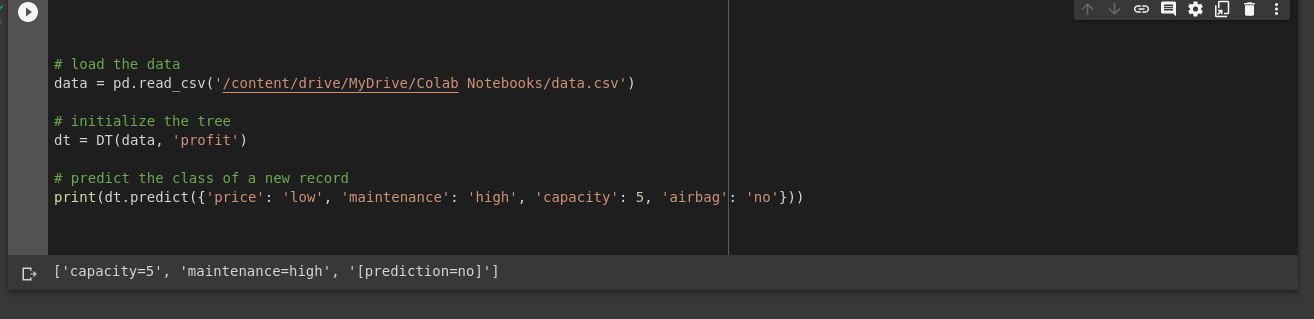 # load the data
data = pd.read_csv('/content/drive/MyDrive/Colab Notebooks/data.csv')
# initialize the tree
dt = DT(data, 'profit')
# predict the class of a new record
print(dt.predict({'price': 'low', 'maintenance': 'high', 'capacity': 5, 'airbag': 'no'}))
['capacity=5', 'maintenance=high', '[prediction=no]']